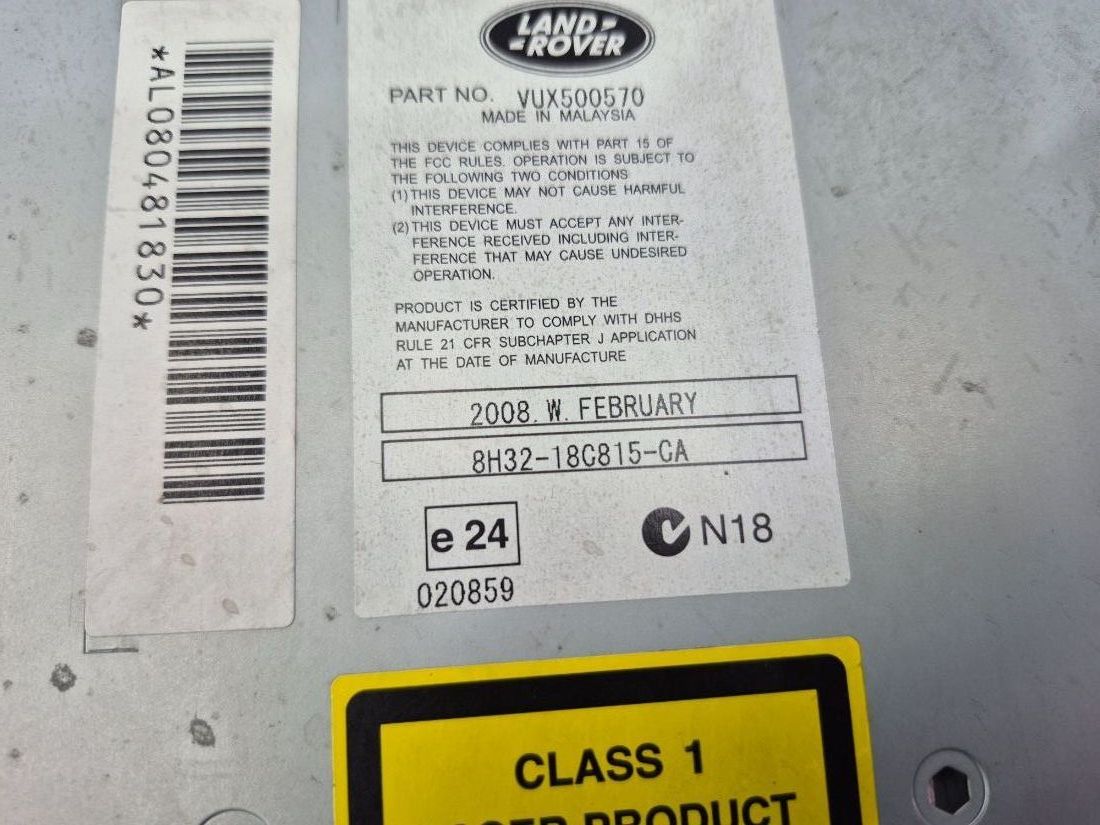 *AL080481830*
LAND-
-ROVER
PART NO. VUX500570
MADE IN MALAYSIA
THIS DEVICE COMPLIES WITH PART 15 OF
THE FCC RULES. OPERATION IS SUBJECT TO
THE FOLLOWING TWO CONDITIONS
(1) THIS DEVICE MAY NOT CAUSE HARMFUL
INTERFERENCE.
(2) THIS DEVICE MUST ACCEPT ANY INTER-
FERENCE RECEIVED INCLUDING INTER-
FERENCE THAT MAY CAUSE UNDESIRED
OPERATION.
PRODUCT IS CERTIFIED BY THE
MANUFACTURER TO COMPLY WITH DHHS
RULE 21 CFR SUBCHAPTER J APPLICATION
AT THE DATE OF MANUFACTURE
2008. W. FEBRUARY
8H32-18C815-CA
e 24
N18
020859
CLASS 1
PRODUCT